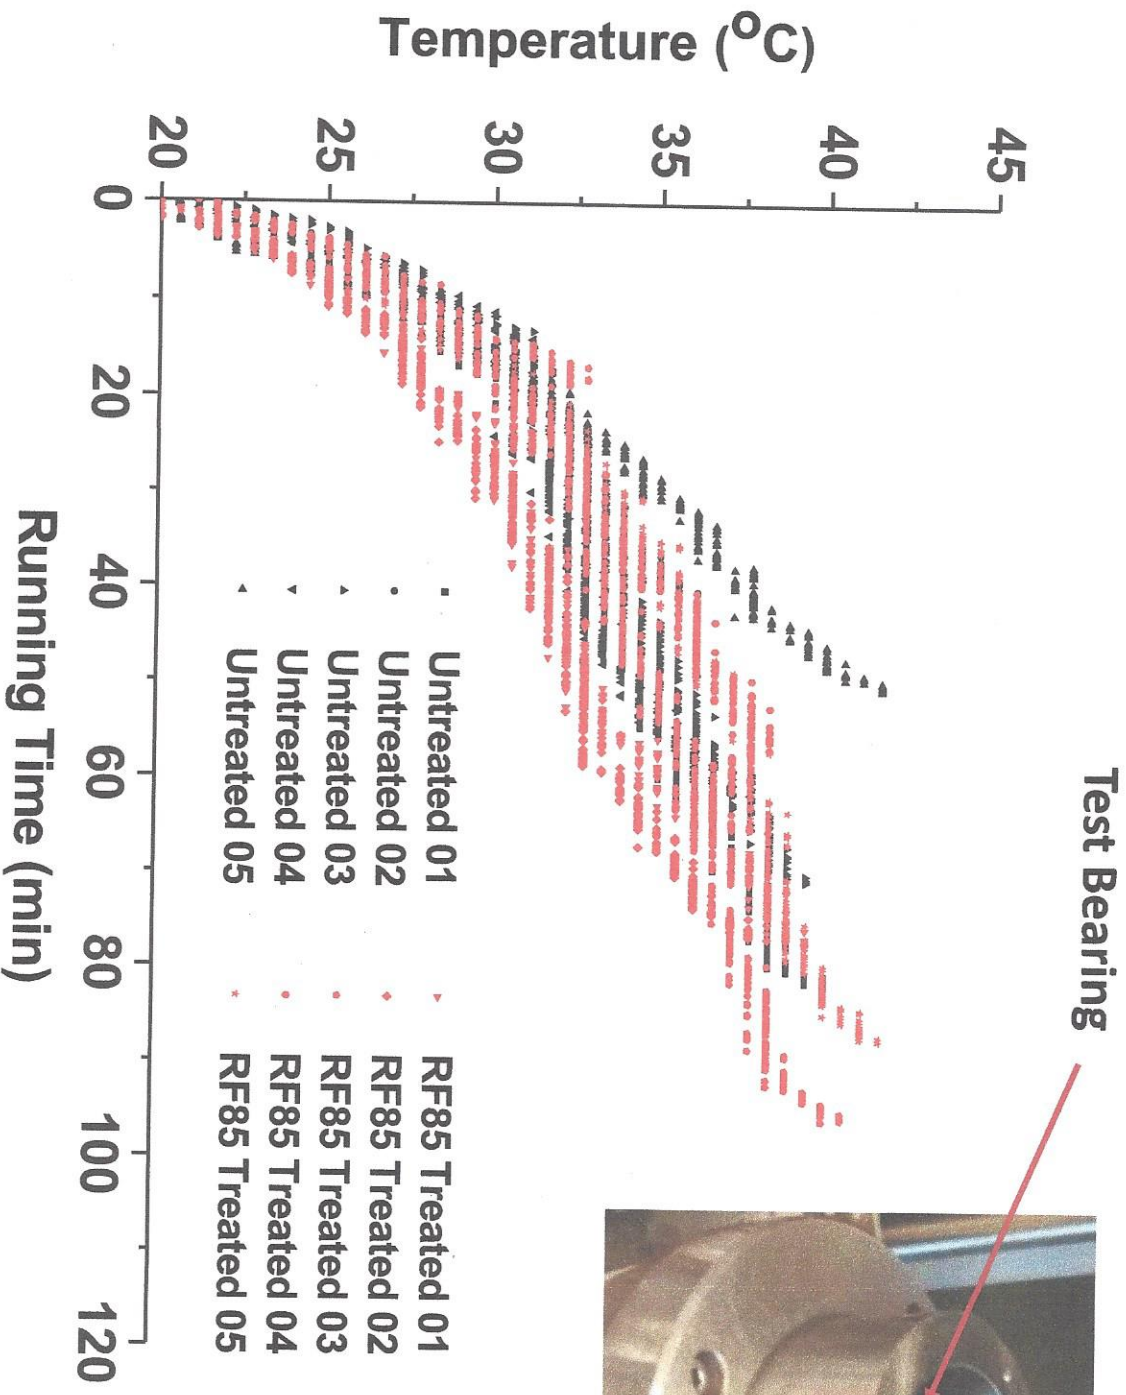 Temperature (°C)
45
40
35
30
25
20
0
20
40
60
80
100
120
Running Time (min)
Untreated 01
Untreated 02
Untreated 03
Untreated 04
Untreated 05
RF85 Treated 01
RF85 Treated 02
RF85 Treated 03
RF85 Treated 04
RF85 Treated 05
Test Bearing